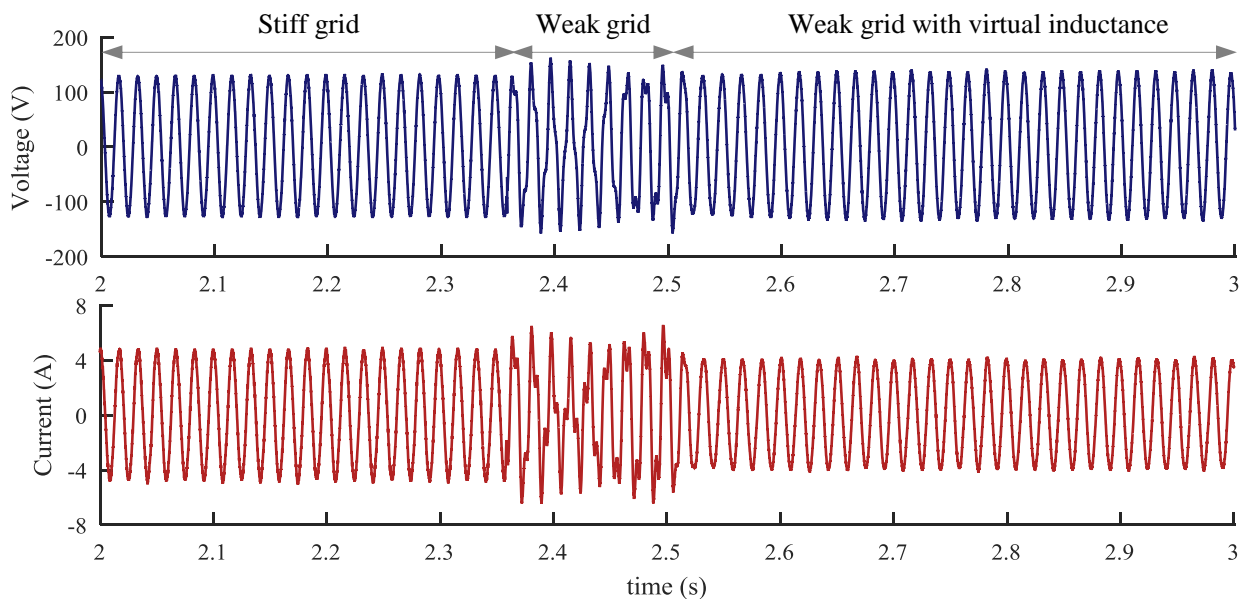 Stiff grid Weak grid Weak grid with virtual inductance
200
100
0
-100
-200
Voltage (V)
2 2.1 2.2 2.3 2.4 2.5 2.6 2.7 2.8 2.9 3
8
4
0
-4
-8
Current (A)
2 2.1 2.2 2.3 2.4 2.5 2.6 2.7 2.8 2.9 3
time (s)